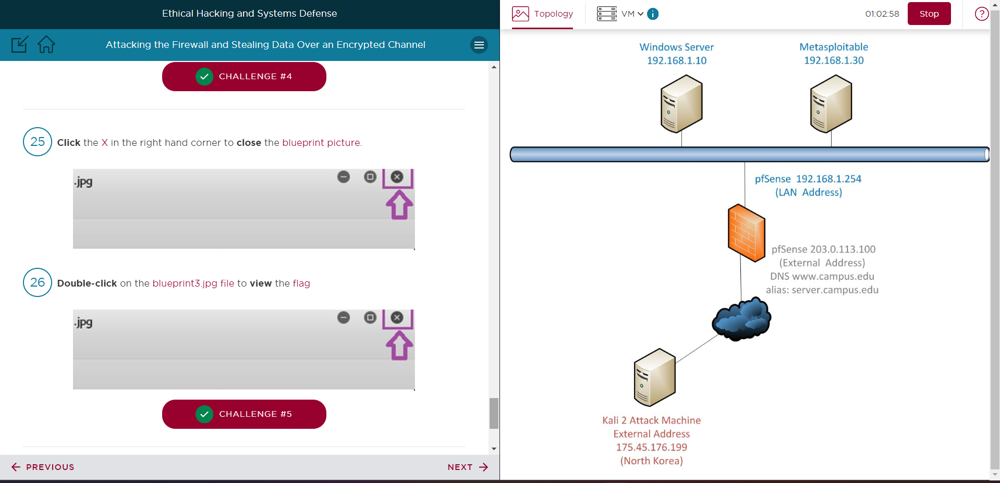 Ethical Hacking and Systems Defense
Attacking the Firewall and Stealing Data Over an Encrypted Channel
CHALLENGE #4
25 Click the X in the right hand corner to close the blueprint picture.
.jpg
26 Double-click on the blueprint3.jpg file to view the flag
.jpg
CHALLENGE #5
PREVIOUS
NEXT
Topology
VM
i
01:02:58
Stop
?
Windows Server
192.168.1.10
Metasploitable
192.168.1.30
pfSense 192.168.1.254
(LAN Address)
pfSense 203.0.113.100
(External Address)
DNS www.campus.edu
alias: server.campus.edu
Kali 2 Attack Machine
External Address
175.45.176.199
(North Korea)